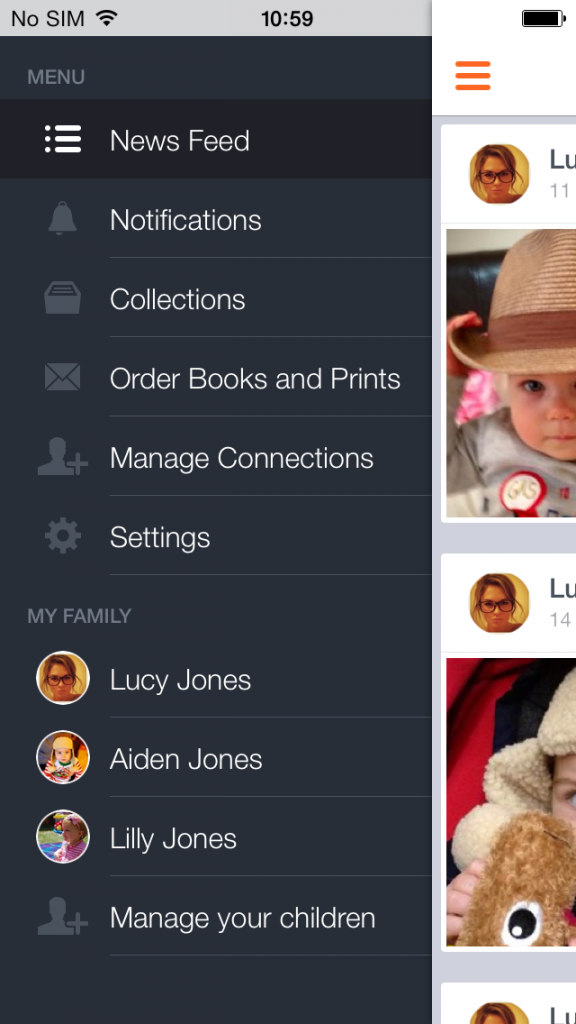 No SIM
10:59
MENU
News Feed
Notifications
Collections
Order Books and Prints
Manage Connections
Settings
MY FAMILY
Lucy Jones
Aiden Jones
Lilly Jones
Manage your children
Lu
11
Lu
14
Lu